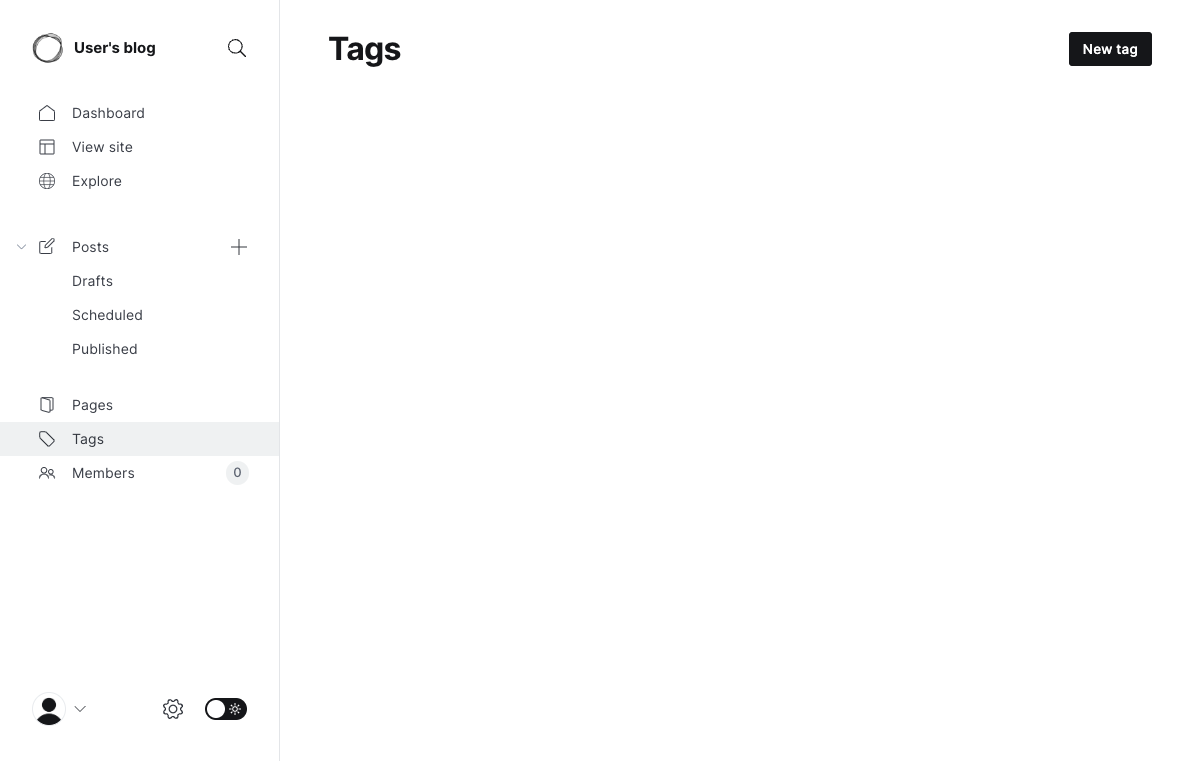 User's blog
Dashboard
View site
Explore
Posts
Drafts
Scheduled
Published
Pages
Tags
Members
0
Tags
New tag